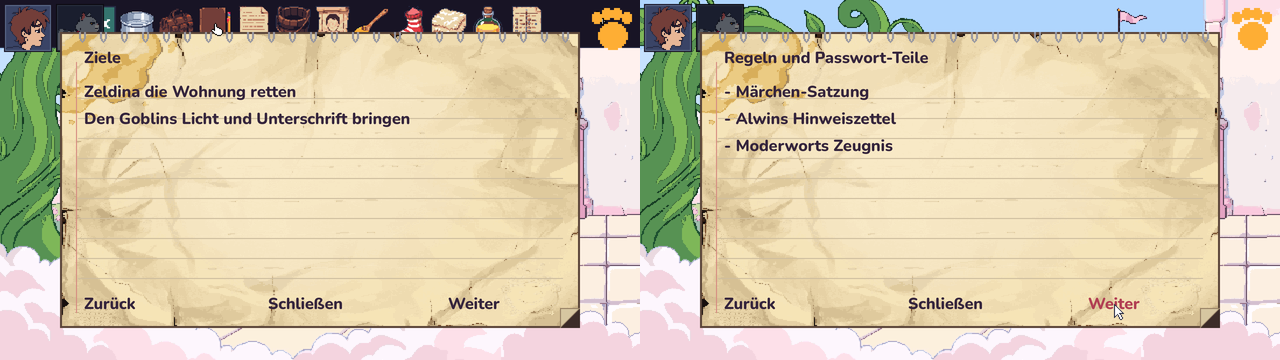 Ziele
Zeldina die Wohnung retten
Den Goblins Licht und Unterschrift bringen
Zurück Schließen Weiter
Regeln und Passwort-Teile
- Märchen-Satzung
- Alwins Hinweiszettel
- Moderworts Zeugnis
Zurück Schließen Weiter